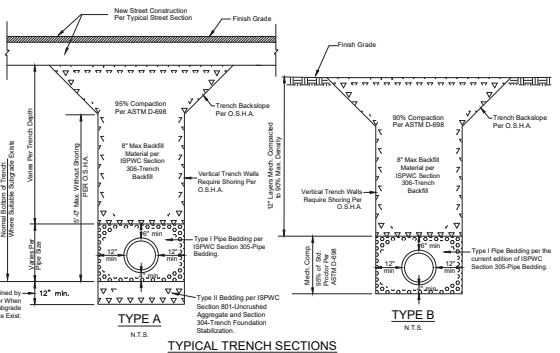 New Street Construction
Per Typical Street Section
Finish Grade
95% Compaction
Per ASTM D-698
Trench Backslope
Per O.S.H.A.
8" Max Backfill
Material per
ISPWC Section
306-Trench
Backfill
Vertical Trench Walls
Require Shoring Per
O.S.H.A.
Normal Bottom of Trench
Where Suitable Subgrade Exists
Varies Per Trench Depth
5'-0" Max. Without Shoring
PER O.S.H.A.
Varies Per
Pipe Size
6" min
12"
min
12"
min
Type I Pipe Bedding per
ISPWC Section 305-Pipe
Bedding.
12" min.
Type II Bedding per ISPWC
Section 801-Uncrushed
Aggregate and Section
304-Trench Foundation
Stabilization.
TYPE A
N.T.S.
Finish Grade
90% Compaction
Per ASTM D-698
Trench Backslope
Per O.S.H.A.
8" Max Backfill
Material per
ISPWC Section
306-Trench
Backfill
Vertical Trench Walls
Require Shoring Per
O.S.H.A.
12" Layers Mech. Compacted
to 90% Max. Density
Mech. Comp.
95% of Std.
Proctor Per
ASTM D-698
6" min
12"
min
12"
min
Type I Pipe Bedding per the
current edition of ISPWC
Section 305-Pipe Bedding.
TYPE B
N.T.S.
TYPICAL TRENCH SECTIONS